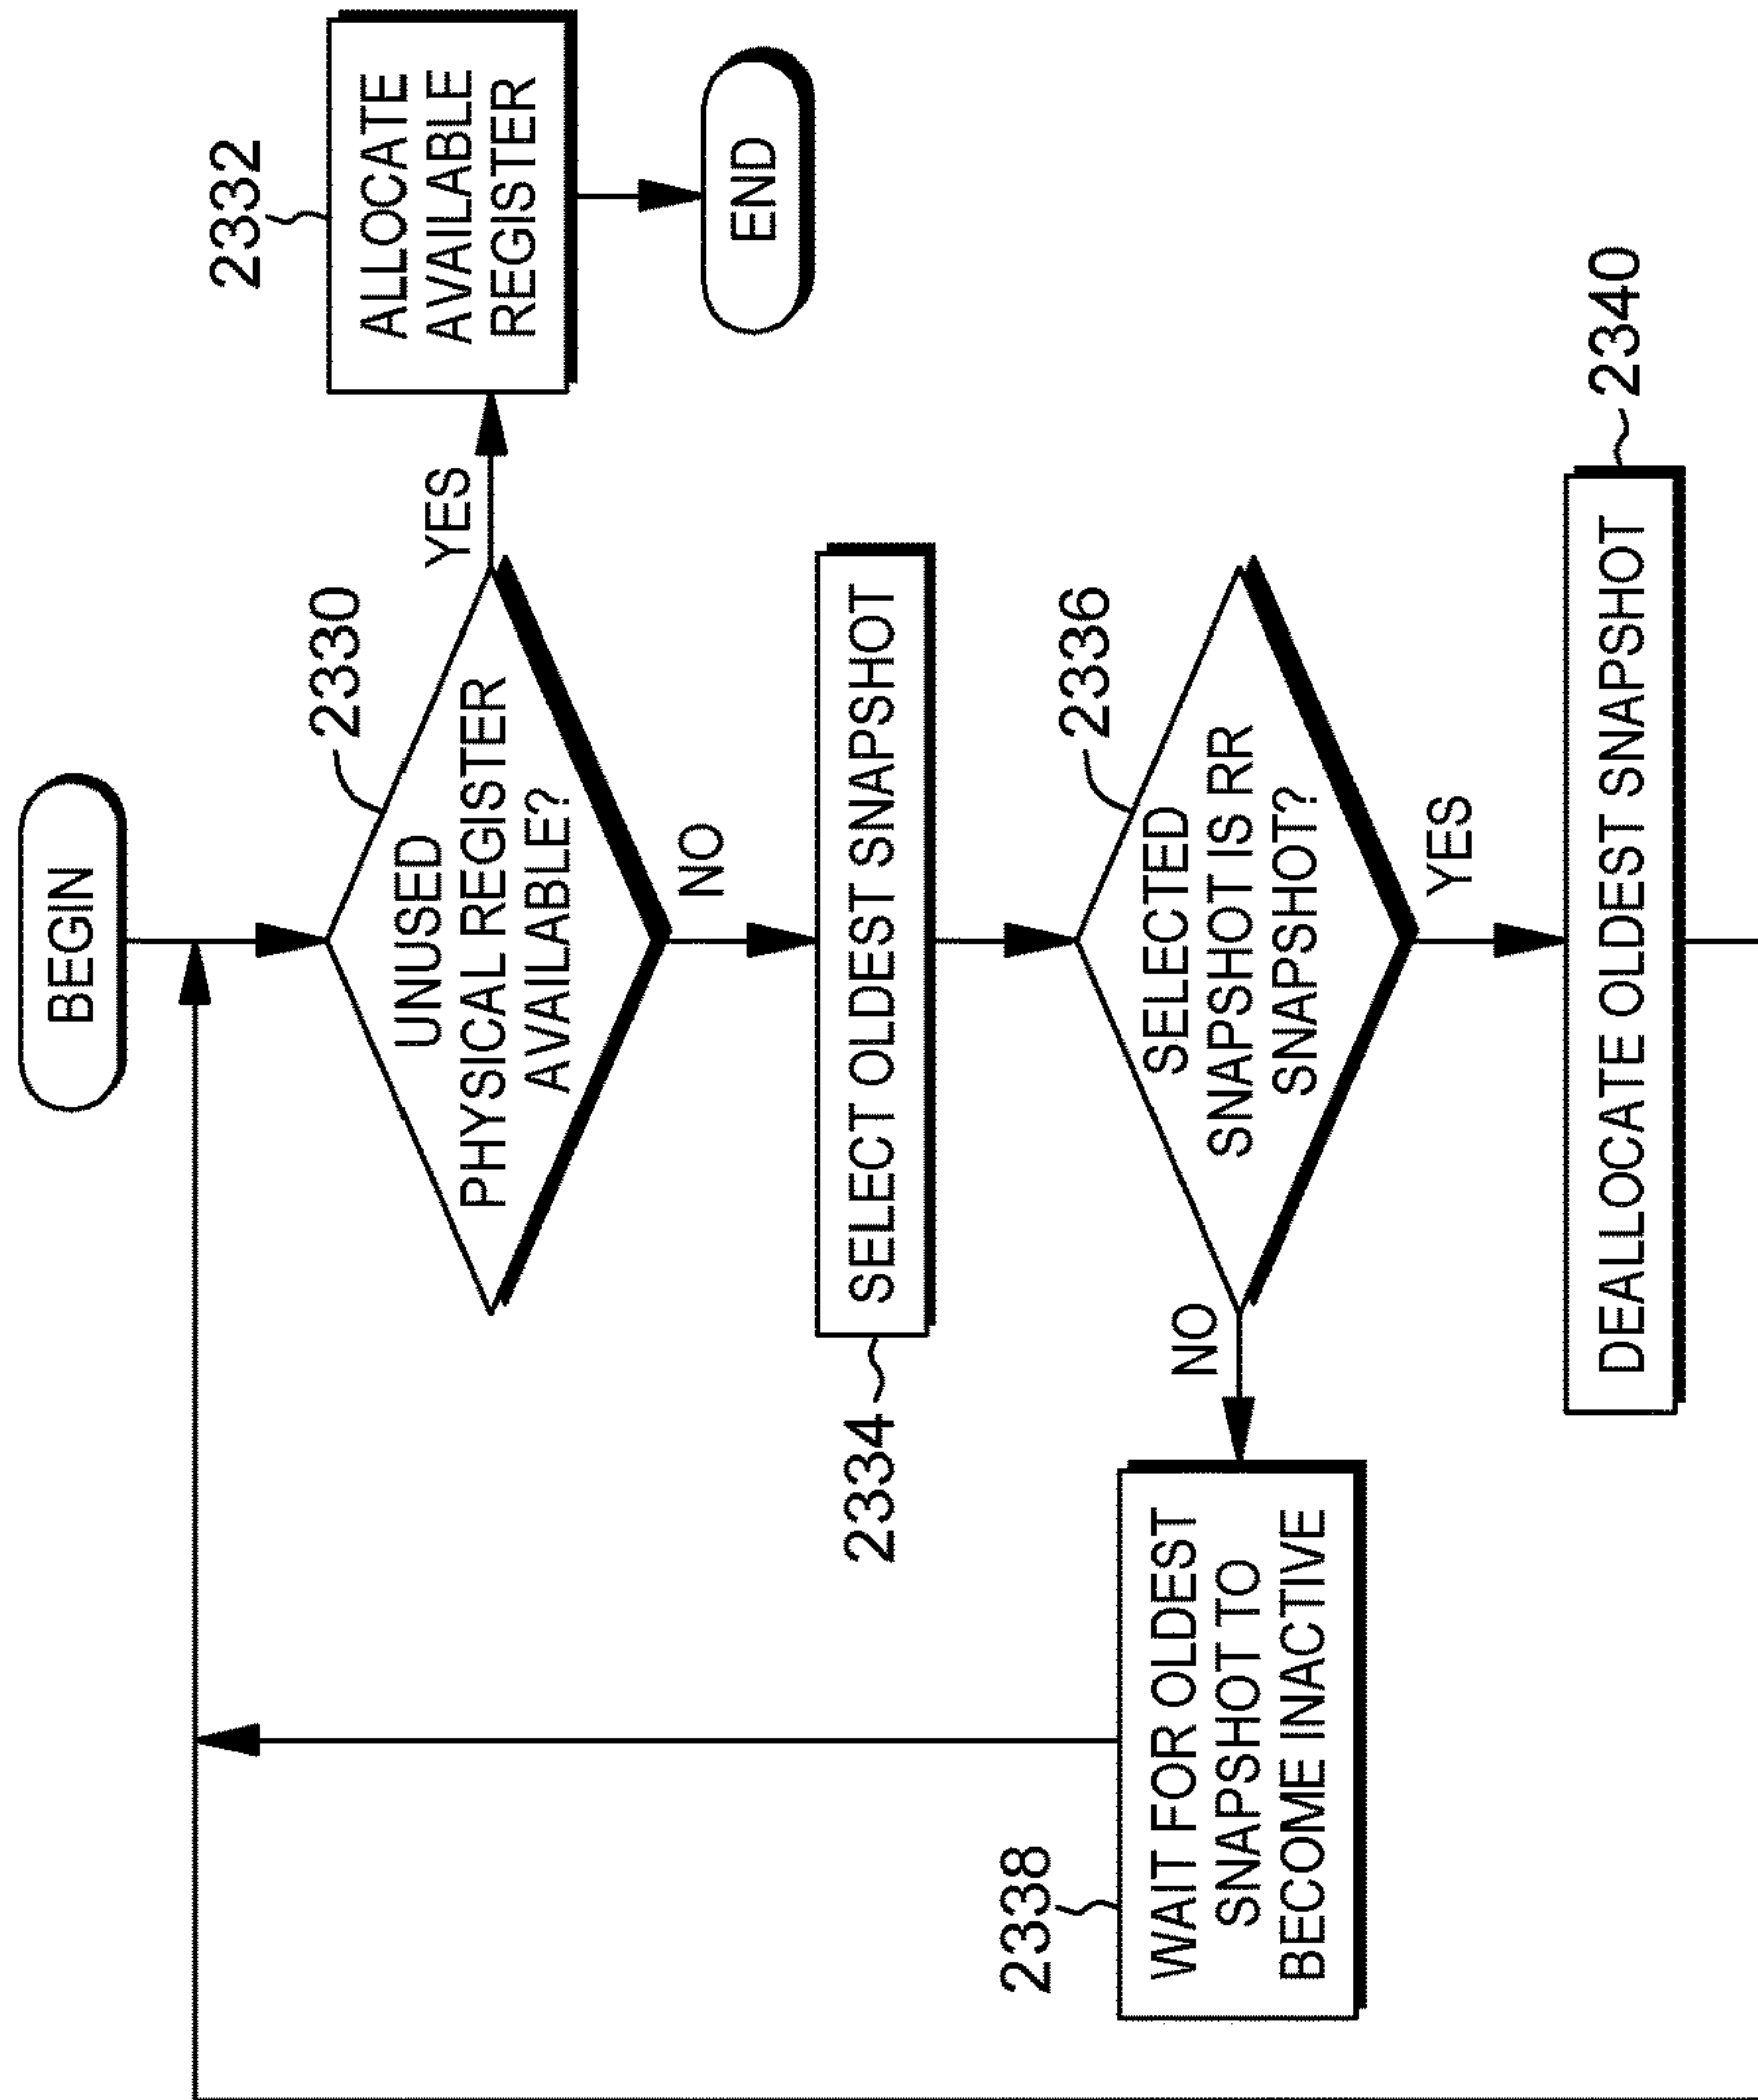 BEGIN
2330
UNUSED
PHYSICAL REGISTER
AVAILABLE?
YES
2332
ALLOCATE
AVAILABLE
REGISTER
END
NO
SELECT OLDEST SNAPSHOT
2334
2336
SELECTED
SNAPSHOT IS RR
SNAPSHOT?
NO
2338
WAIT FOR OLDEST
SNAPSHOT TO
BECOME INACTIVE
YES
DEALLOCATE OLDEST SNAPSHOT
2340